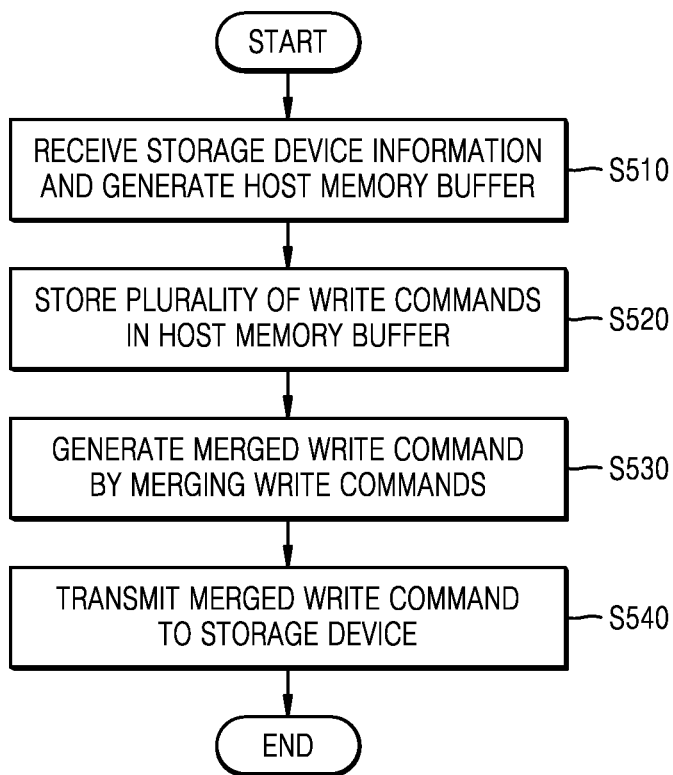 START
RECEIVE STORAGE DEVICE INFORMATION
AND GENERATE HOST MEMORY BUFFER
S510
STORE PLURALITY OF WRITE COMMANDS
IN HOST MEMORY BUFFER
S520
GENERATE MERGED WRITE COMMAND
BY MERGING WRITE COMMANDS
S530
TRANSMIT MERGED WRITE COMMAND
TO STORAGE DEVICE
S540
END